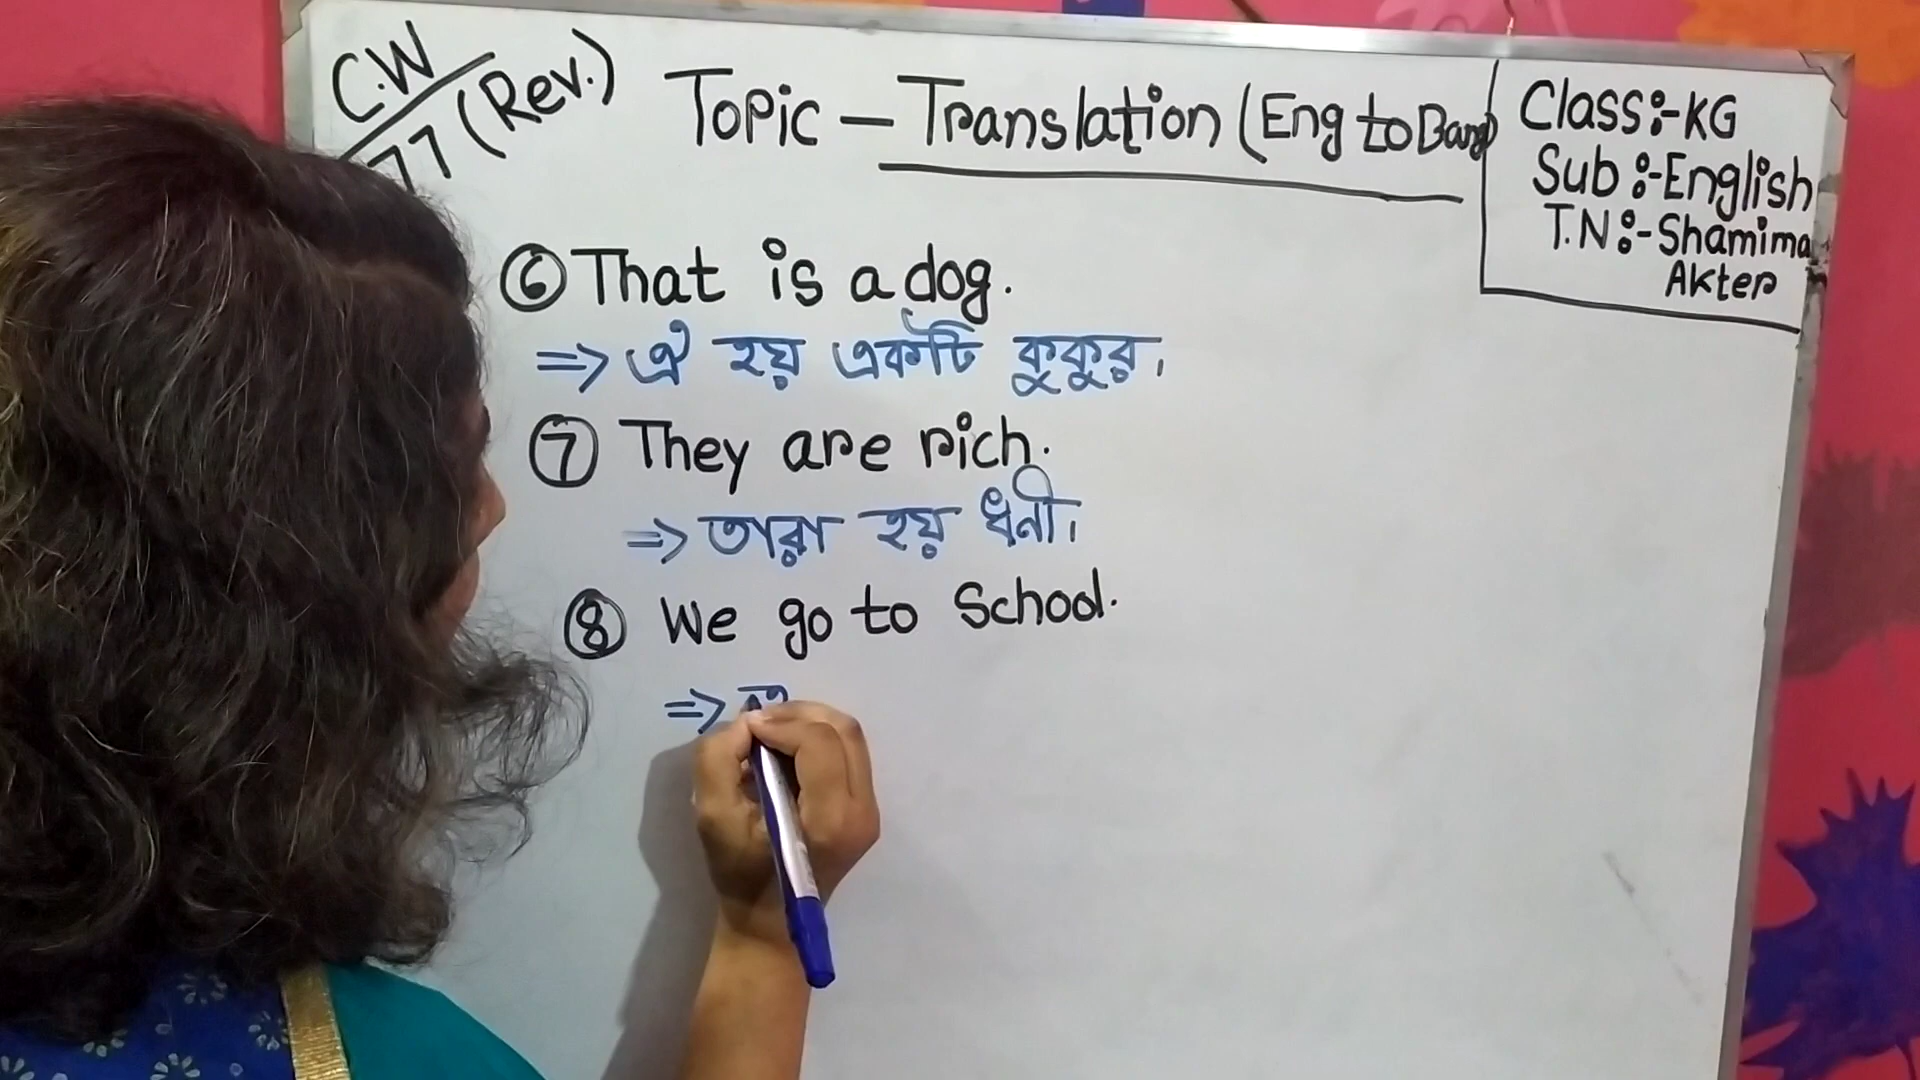 C.W
77 (Rev.)
Topic — Translation (Eng to Bang)
Class:-KG
Sub:-English
T.N:-Shamima
Akter
⑥ That is a dog.
=> ঐ হয় একটি কুকুর।
⑦ They are rich.
=> তারা হয় ধনী।
⑧ We go to School.
=>